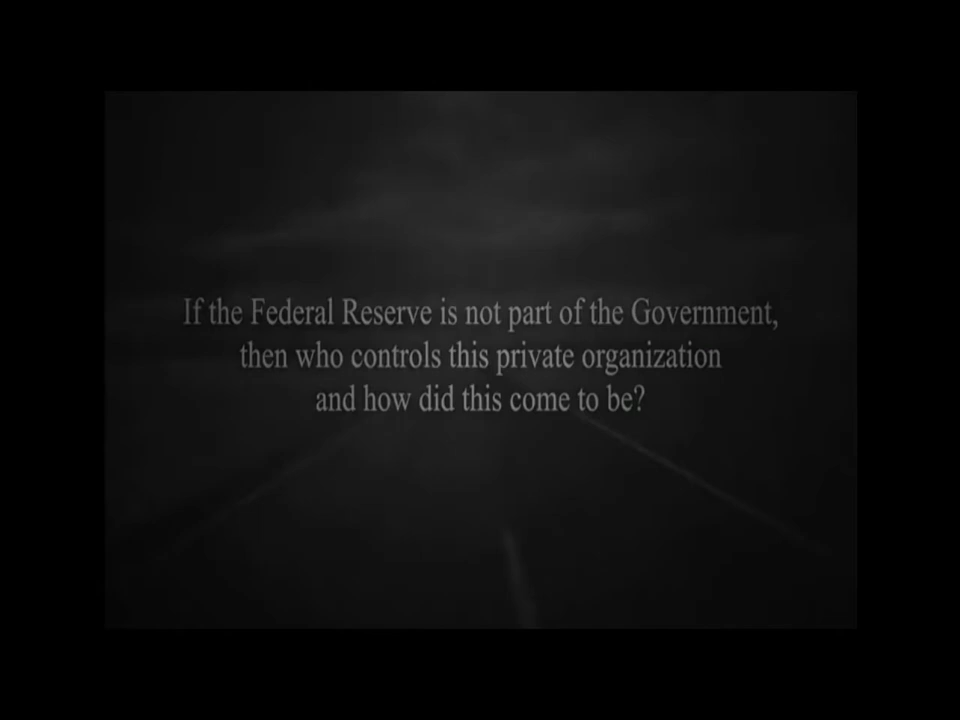 If the Federal Reserve is not part of the Government,
then who controls this private organization
and how did this come to be?